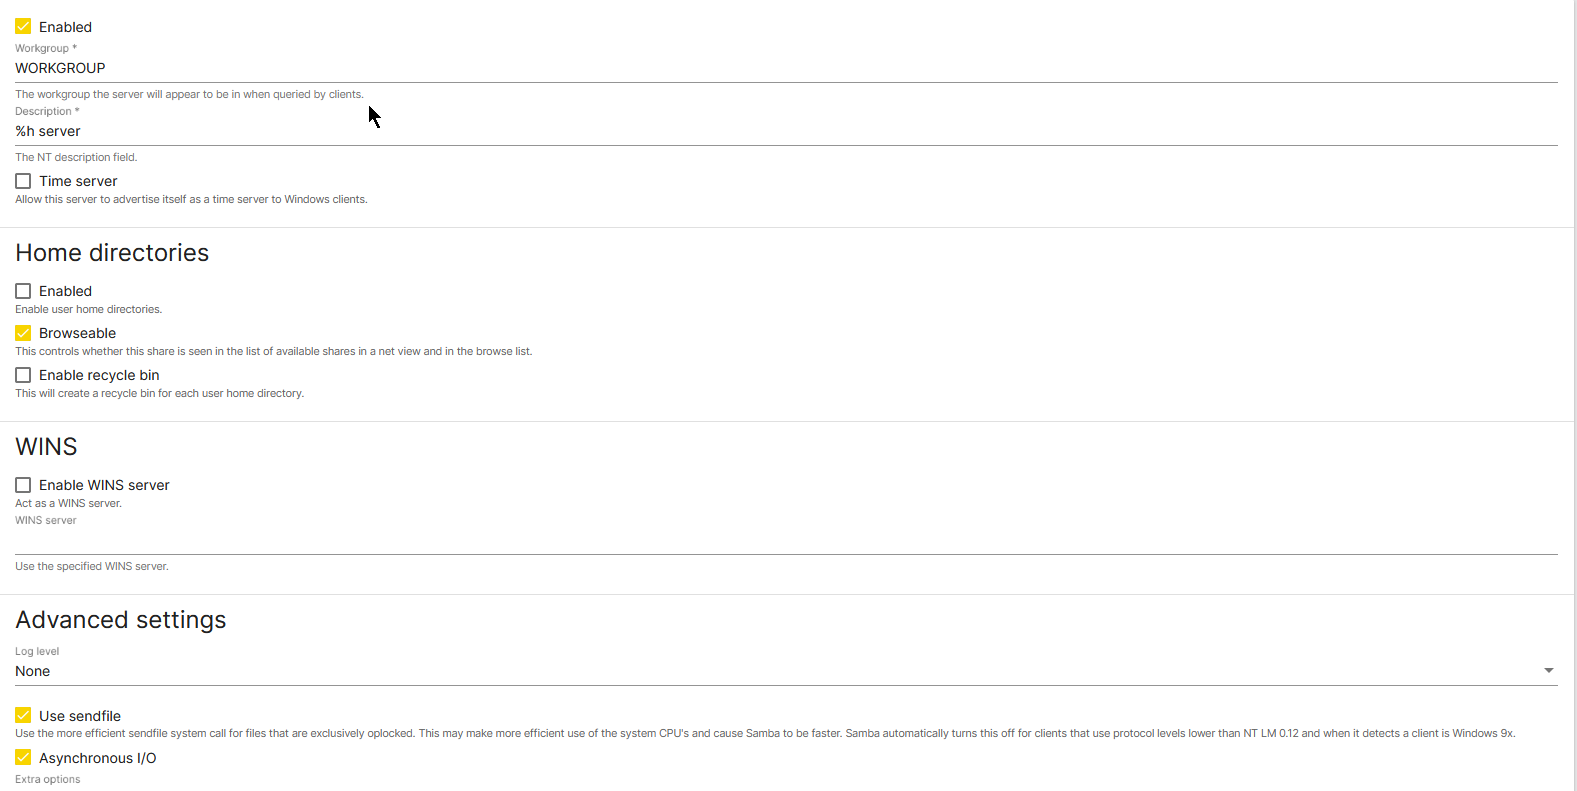 Enabled
Workgroup *
WORKGROUP
The workgroup the server will appear to be in when queried by clients.
Description *
%h server
The NT description field.
Time server
Allow this server to advertise itself as a time server to Windows clients.
Home directories
Enabled
Enable user home directories.
Browseable
This controls whether this share is seen in the list of available shares in a net view and in the browse list.
Enable recycle bin
This will create a recycle bin for each user home directory.
WINS
Enable WINS server
Act as a WINS server.
WINS server
Use the specified WINS server.
Advanced settings
Log level
None
Use sendfile
Use the more efficient sendfile system call for files that are exclusively oplocked. This may make more efficient use of the system CPU's and cause Samba to be faster. Samba automatically turns this off for clients that use protocol levels lower than NT LM 0.12 and when it detects a client is Windows 9x.
Asynchronous I/O
Extra options